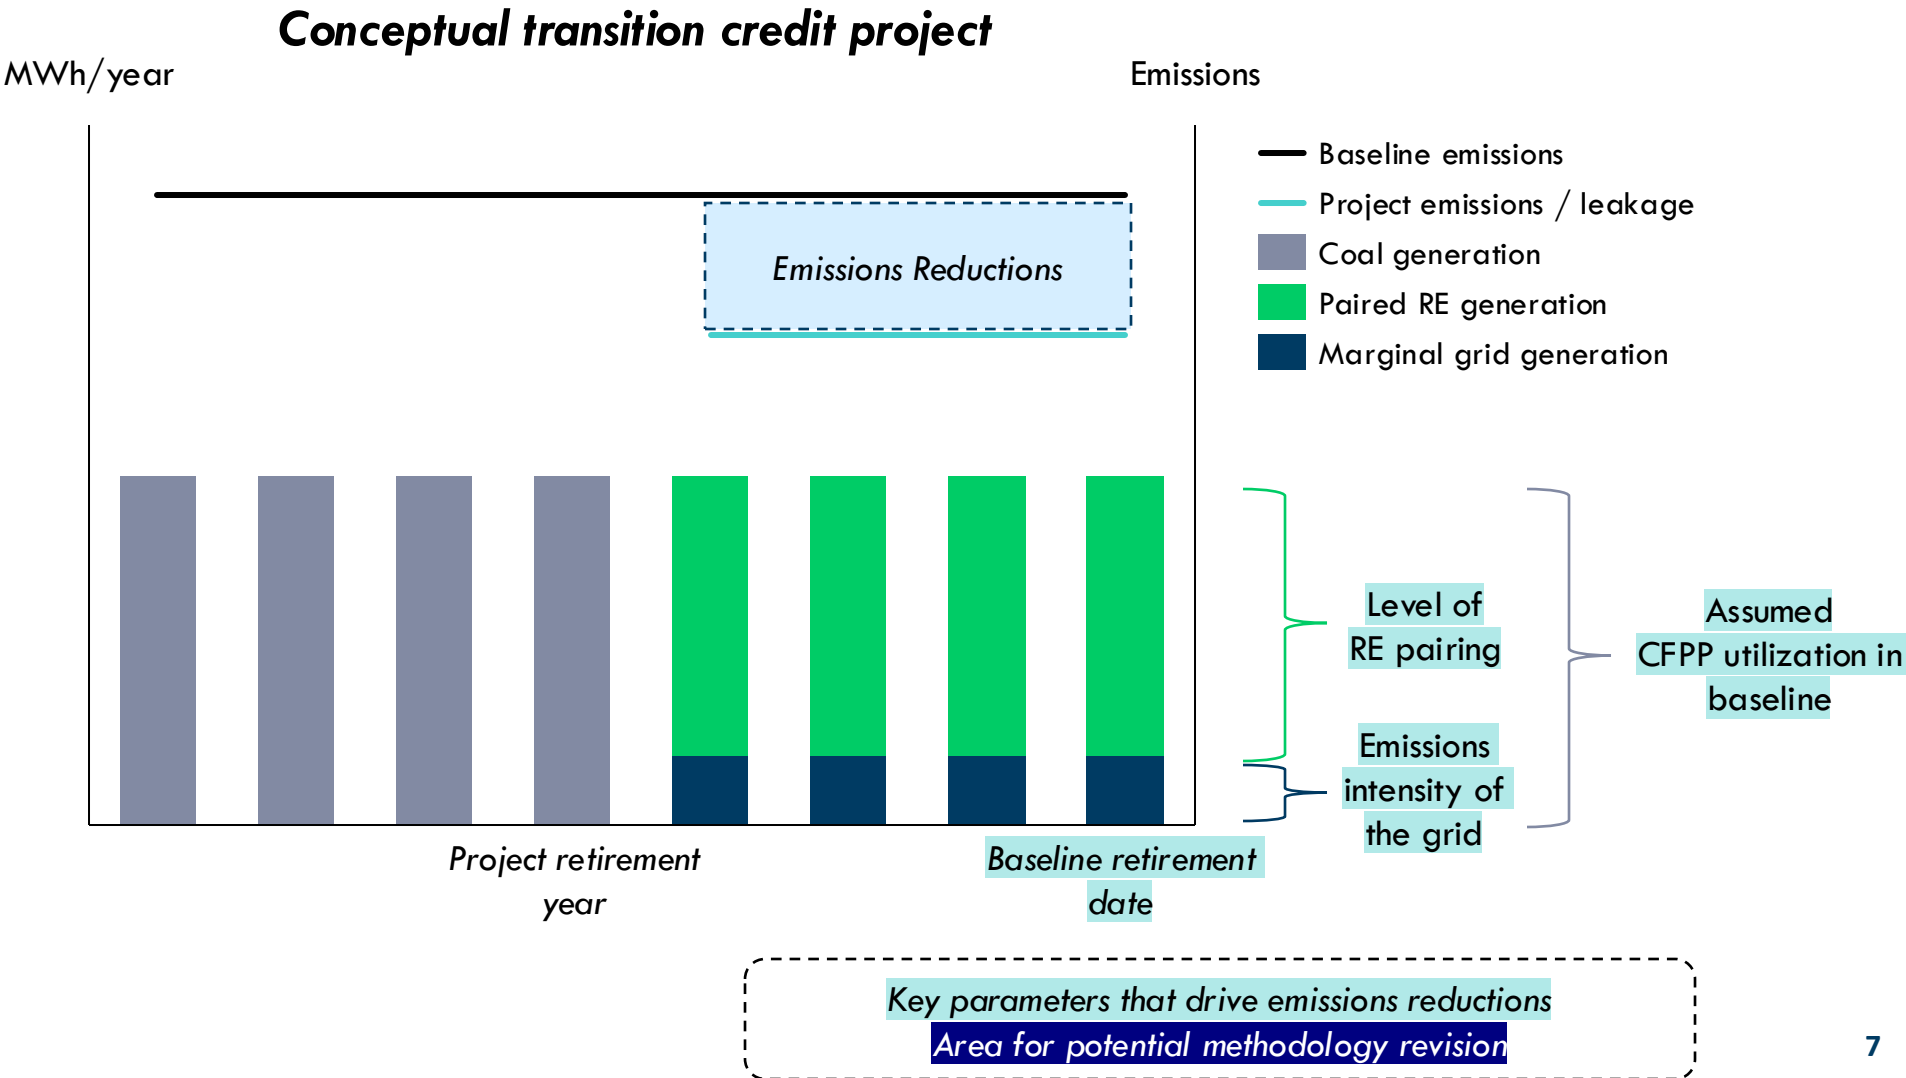 Conceptual transition credit project
MWh/year
Emissions
Baseline emissions
Project emissions / leakage
Coal generation
Paired RE generation
Marginal grid generation
Emissions Reductions
Level of
RE pairing
Emissions
intensity of
the grid
Assumed
CFPP utilization in
baseline
Project retirement
year
Baseline retirement
date
Key parameters that drive emissions reductions
Area for potential methodology revision
7